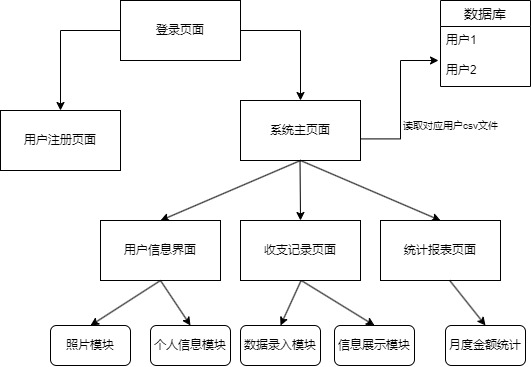 登录页面
数据库
用户1
用户2
用户注册页面
系统主页面
读取对应用户csv文件
用户信息界面
收支记录页面
统计报表页面
照片模块
个人信息模块
数据录入模块
信息展示模块
月度金额统计